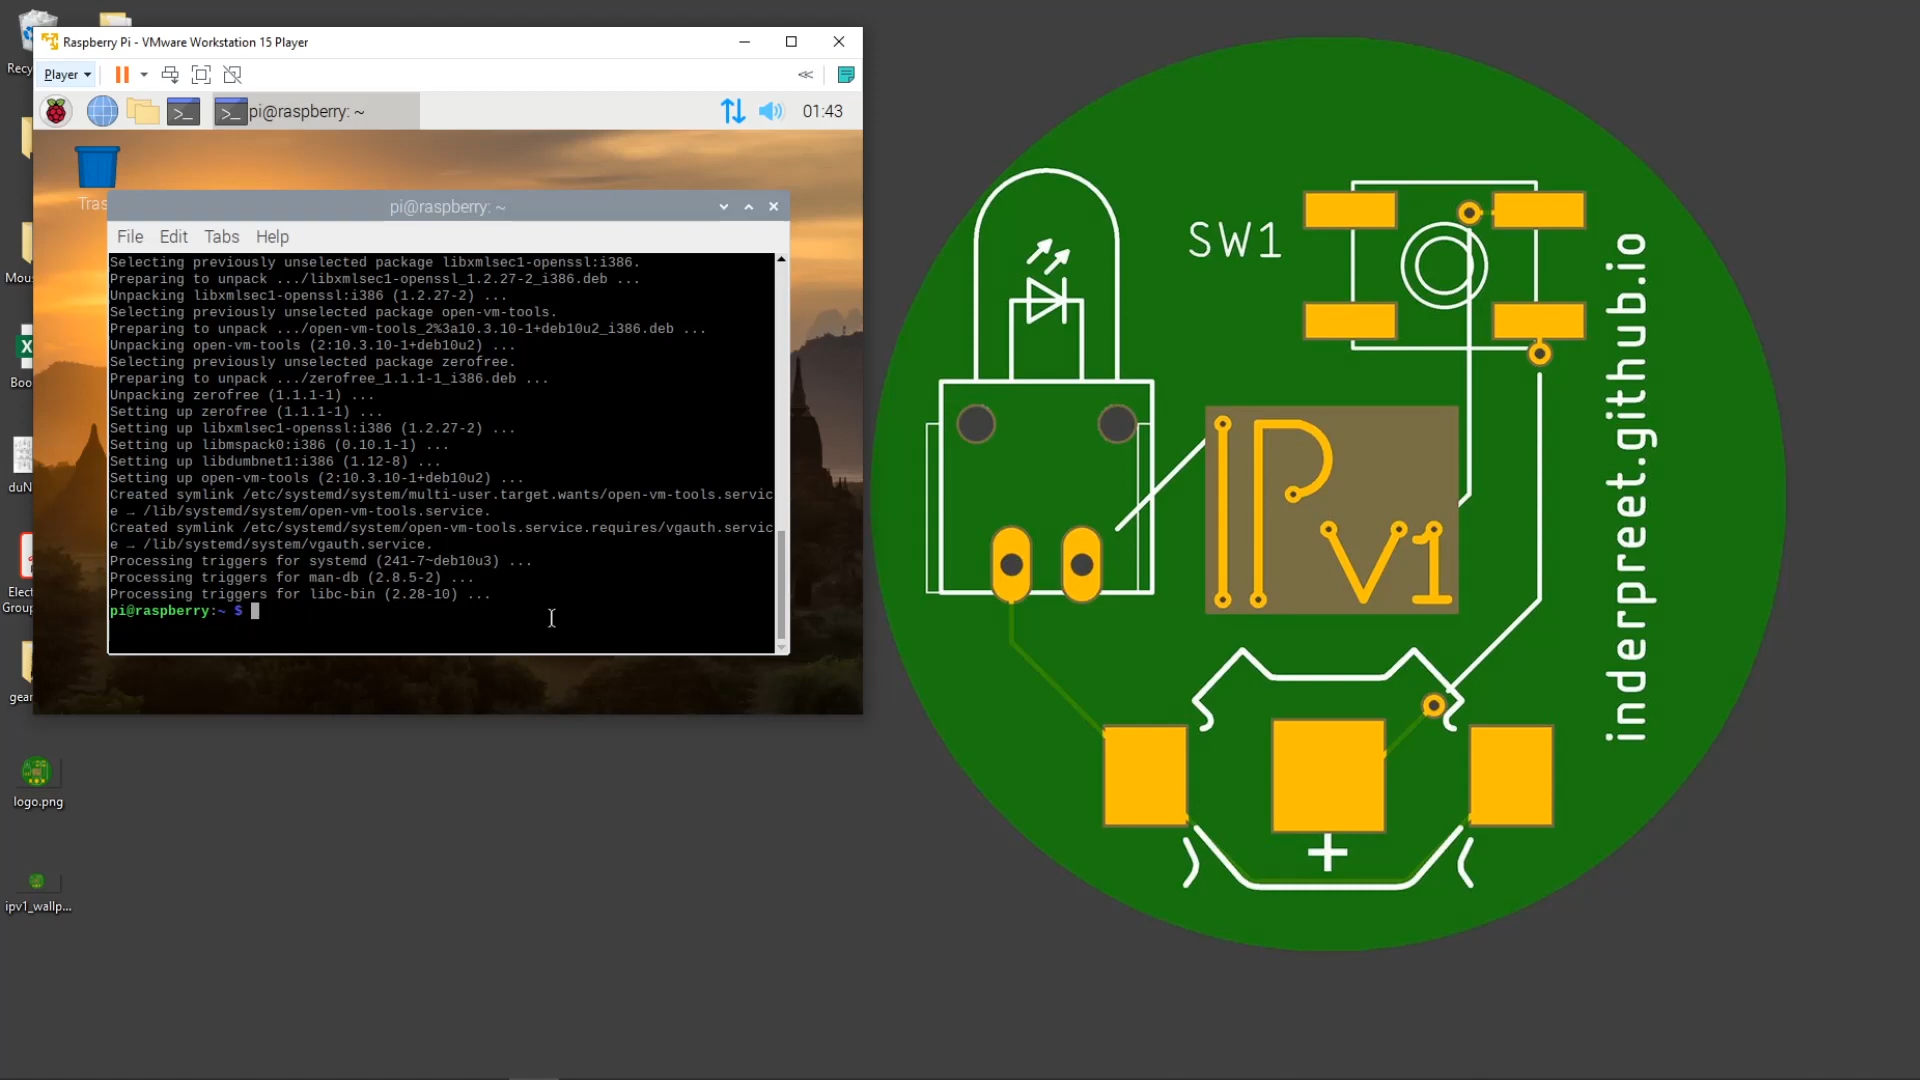 Recy
Raspberry Pi - VMware Workstation 15 Player
Player
pi@raspberry: ~
01:43
Tras
pi@raspberry: ~
File Edit Tabs Help
Selecting previously unselected package libxmlsec1-openssl:i386.
Preparing to unpack .../libxmlsec1-openssl_1.2.27-2_i386.deb ...
Unpacking libxmlsec1-openssl:i386 (1.2.27-2) ...
Selecting previously unselected package open-vm-tools.
Preparing to unpack .../open-vm-tools_2%3a10.3.10-1+deb10u2_i386.deb ...
Unpacking open-vm-tools (2:10.3.10-1+deb10u2) ...
Selecting previously unselected package zerofree.
Preparing to unpack .../zerofree_1.1.1-1_i386.deb ...
Unpacking zerofree (1.1.1-1) ...
Setting up zerofree (1.1.1-1) ...
Setting up libxmlsec1-openssl:i386 (1.2.27-2) ...
Setting up libmspack0:i386 (0.10.1-1) ...
Setting up libdumbnet1:i386 (1.12-8) ...
Setting up open-vm-tools (2:10.3.10-1+deb10u2) ...
Created symlink /etc/systemd/system/multi-user.target.wants/open-vm-tools.servic
e → /lib/systemd/system/open-vm-tools.service.
Created symlink /etc/systemd/system/open-vm-tools.service.requires/vgauth.servic
e → /lib/systemd/system/vgauth.service.
Processing triggers for systemd (241-7~deb10u3) ...
Processing triggers for man-db (2.8.5-2) ...
Processing triggers for libc-bin (2.28-10) ...
pi@raspberry:~ $
Mou
Boo
duN
Elect
Grou
gear
logo.png
ipv1_wallp...
SW1
IPv1
+
inderpreet.github.io